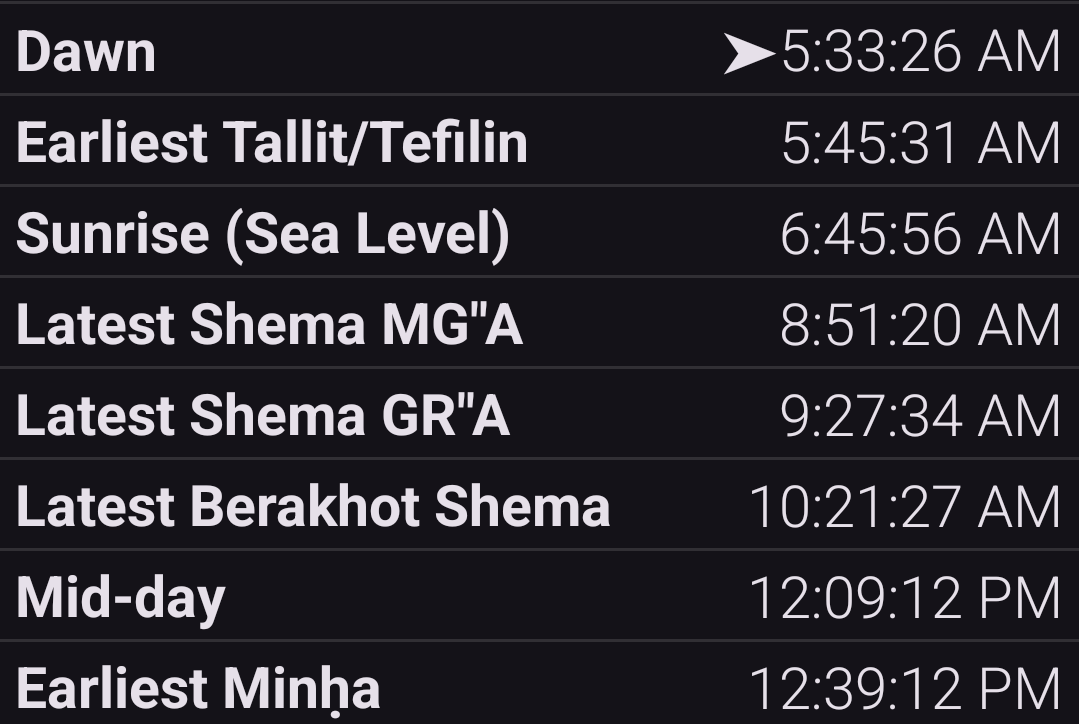 Dawn ➤5:33:26 AM
Earliest Tallit/Tefilin 5:45:31 AM
Sunrise (Sea Level) 6:45:56 AM
Latest Shema MG"A 8:51:20 AM
Latest Shema GR"A 9:27:34 AM
Latest Berakhot Shema 10:21:27 AM
Mid-day 12:09:12 PM
Earliest Minḥa 12:39:12 PM